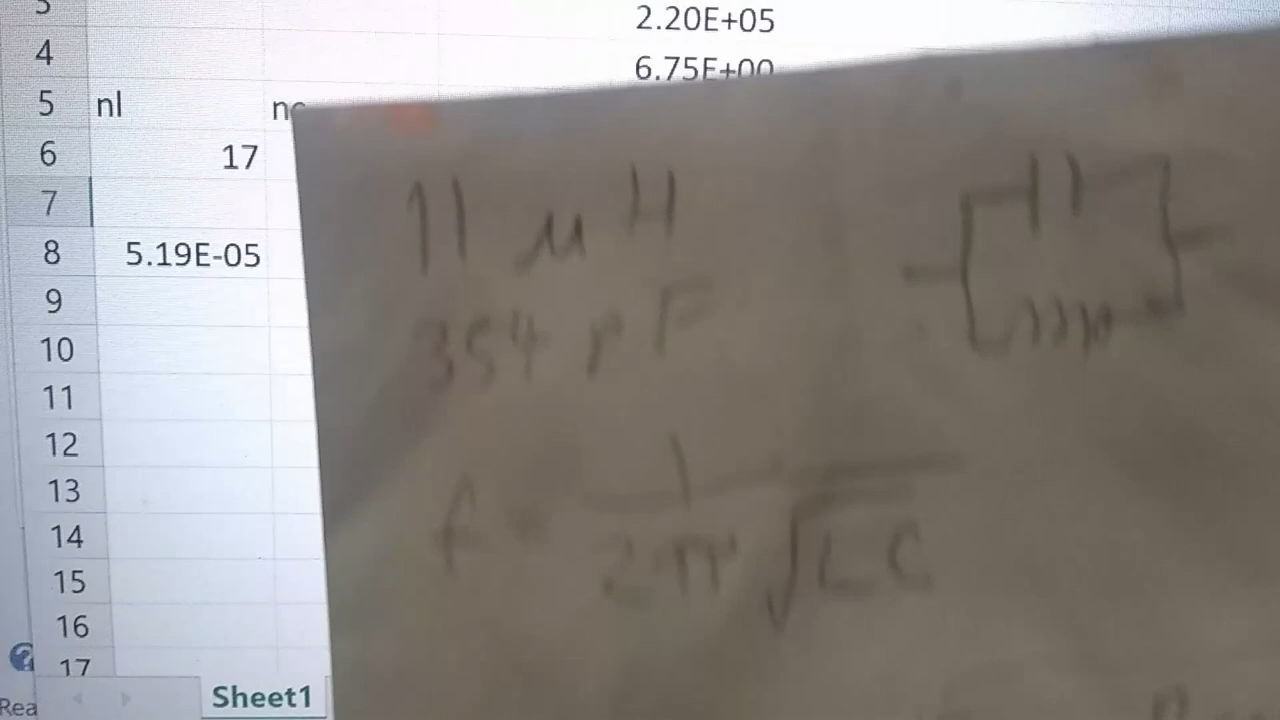 3
2.20E+05
4
6.75E+00
5 nl
6 17
7
8 5.19E-05
9
10
11
12
13
14
15
16
17
Sheet1
11 μH
354 pF
f = 1
2π √LC